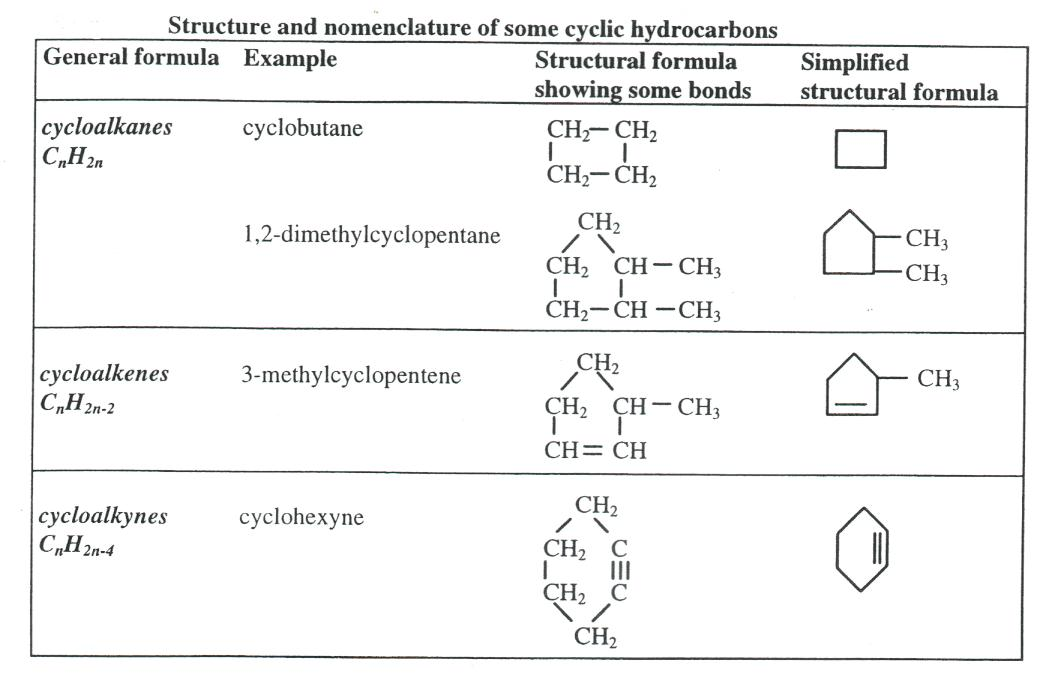 Structure and nomenclature of some cyclic hydrocarbons
General formula Example Structural formula Simplified
showing some bonds structural formula
cycloalkanes cyclobutane CH₂—CH₂
CₙH₂ₙ
CH₂—CH₂
CH₂
1,2-dimethylcyclopentane CH₃
CH₂ CH—CH₃
CH₃
CH₂—CH—CH₃
CH₂
cycloalkenes 3-methylcyclopentene CH₃
CₙH₂ₙ₋₂ CH₂ CH—CH₃
CH=CH
CH₂
cycloalkynes cyclohexyne
CₙH₂ₙ₋₄ CH₂ C
CH₂ C
CH₂